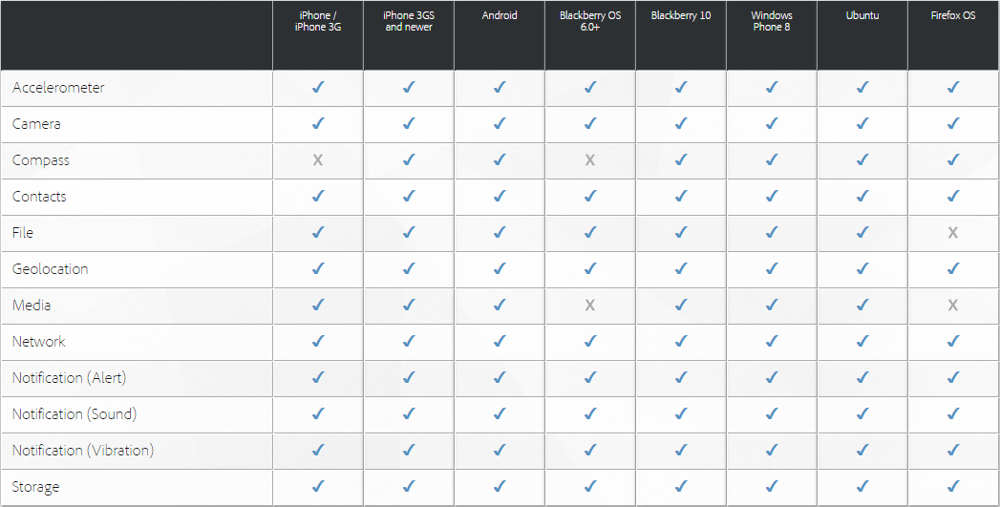 iPhone / iPhone 3GS Android Blackberry OS Blackberry 10 Windows Ubuntu Firefox OS
iPhone 3G and newer 6.0+ Phone 8
Accelerometer ✓ ✓ ✓ ✓ ✓ ✓ ✓ ✓
Camera ✓ ✓ ✓ ✓ ✓ ✓ ✓ ✓
Compass X ✓ ✓ X ✓ ✓ ✓ ✓
Contacts ✓ ✓ ✓ ✓ ✓ ✓ ✓ ✓
File ✓ ✓ ✓ ✓ ✓ ✓ ✓ X
Geolocation ✓ ✓ ✓ ✓ ✓ ✓ ✓ ✓
Media ✓ ✓ ✓ X ✓ ✓ ✓ X
Network ✓ ✓ ✓ ✓ ✓ ✓ ✓ ✓
Notification (Alert) ✓ ✓ ✓ ✓ ✓ ✓ ✓ ✓
Notification (Sound) ✓ ✓ ✓ ✓ ✓ ✓ ✓ ✓
Notification (Vibration) ✓ ✓ ✓ ✓ ✓ ✓ ✓ ✓
Storage ✓ ✓ ✓ ✓ ✓ ✓ ✓ ✓